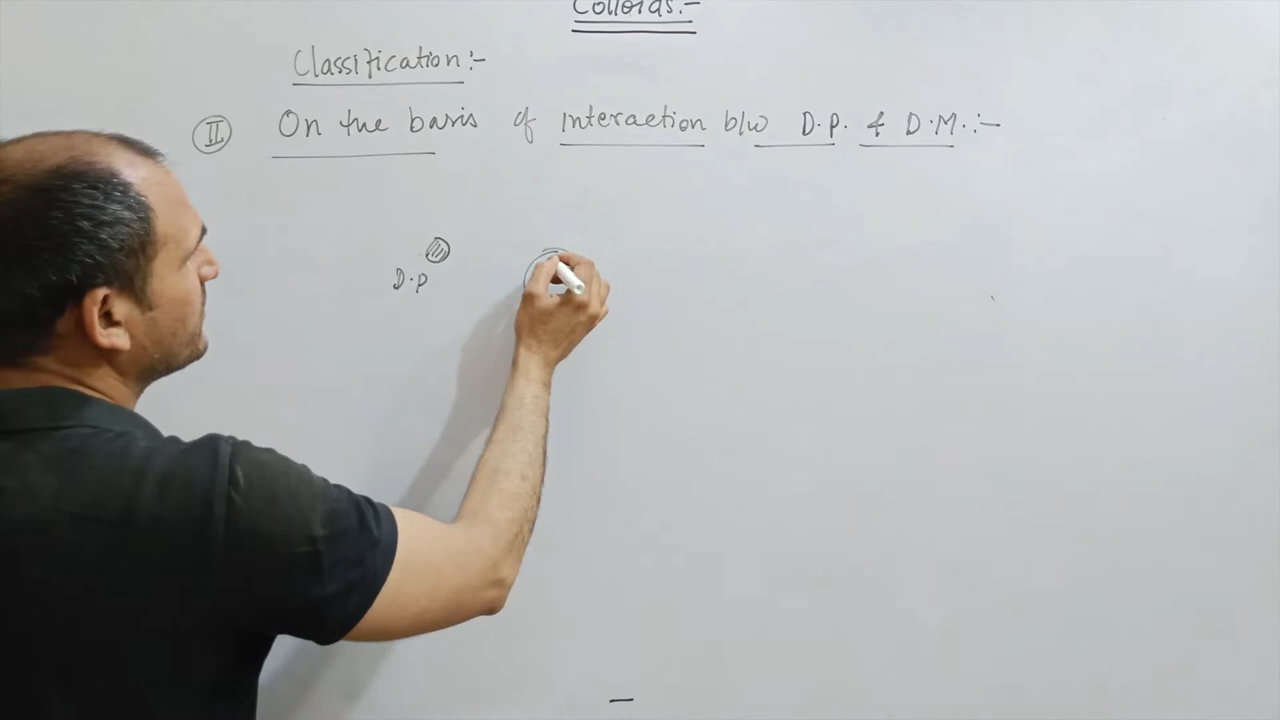 Colloids:-
Classification:-
II On the basis of interaction b/w D.P. & D.M.:-
D.P